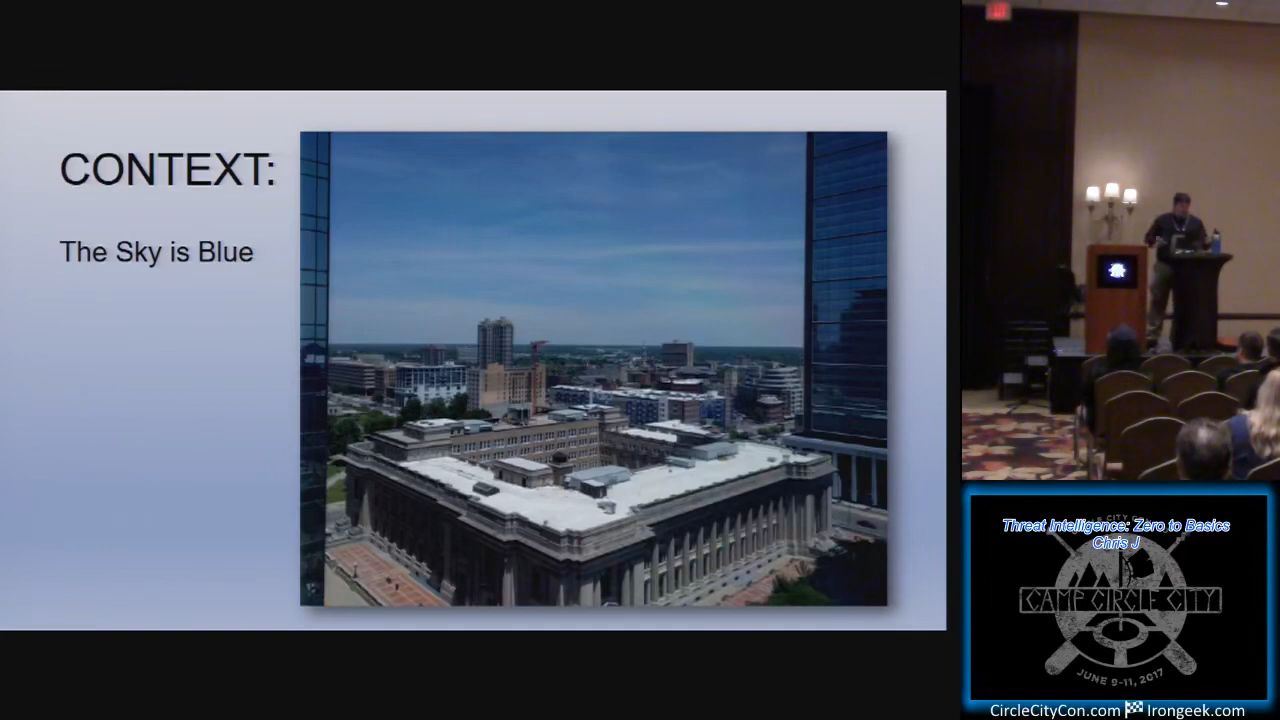 CONTEXT:
The Sky is Blue
Threat Intelligence: Zero to Basics
Chris J
CAMP CIRCLE CITY
JUNE 9-11, 2017
CircleCityCon.com Irongeek.com